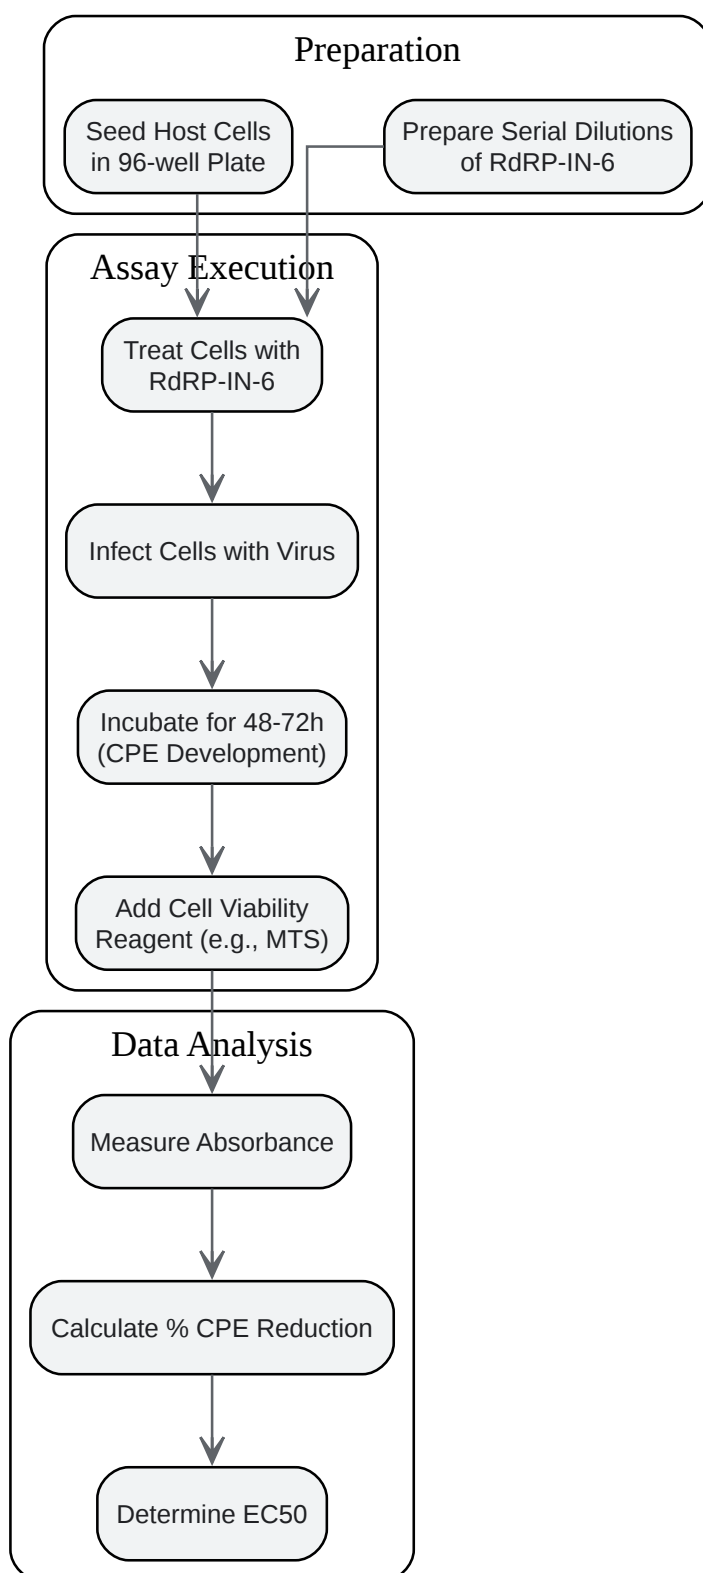 Preparation
Seed Host Cells
in 96-well Plate
Prepare Serial Dilutions
of RdRP-IN-6
Assay Execution
Treat Cells with
RdRP-IN-6
Infect Cells with Virus
Incubate for 48-72h
(CPE Development)
Add Cell Viability
Reagent (e.g., MTS)
Data Analysis
Measure Absorbance
Calculate % CPE Reduction
Determine EC50